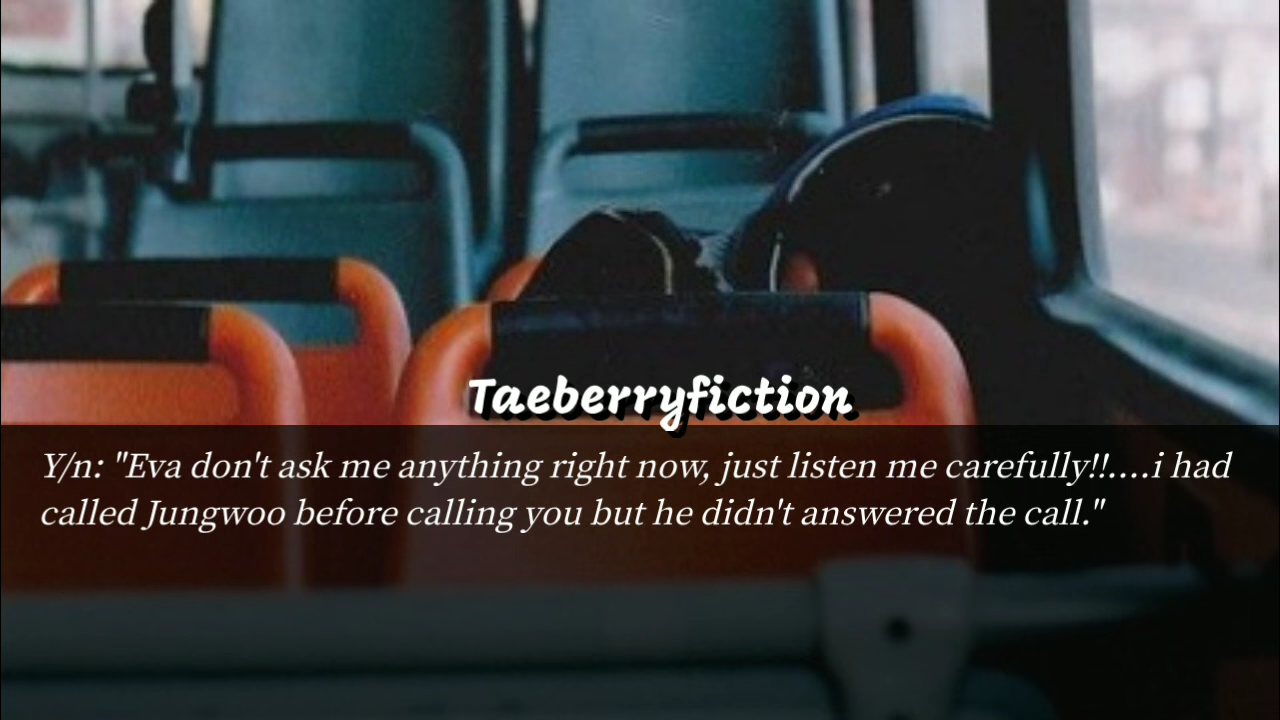 Taeberryfiction
Y/n: "Eva don't ask me anything right now, just listen me carefully!!....i had
called Jungwoo before calling you but he didn't answered the call."